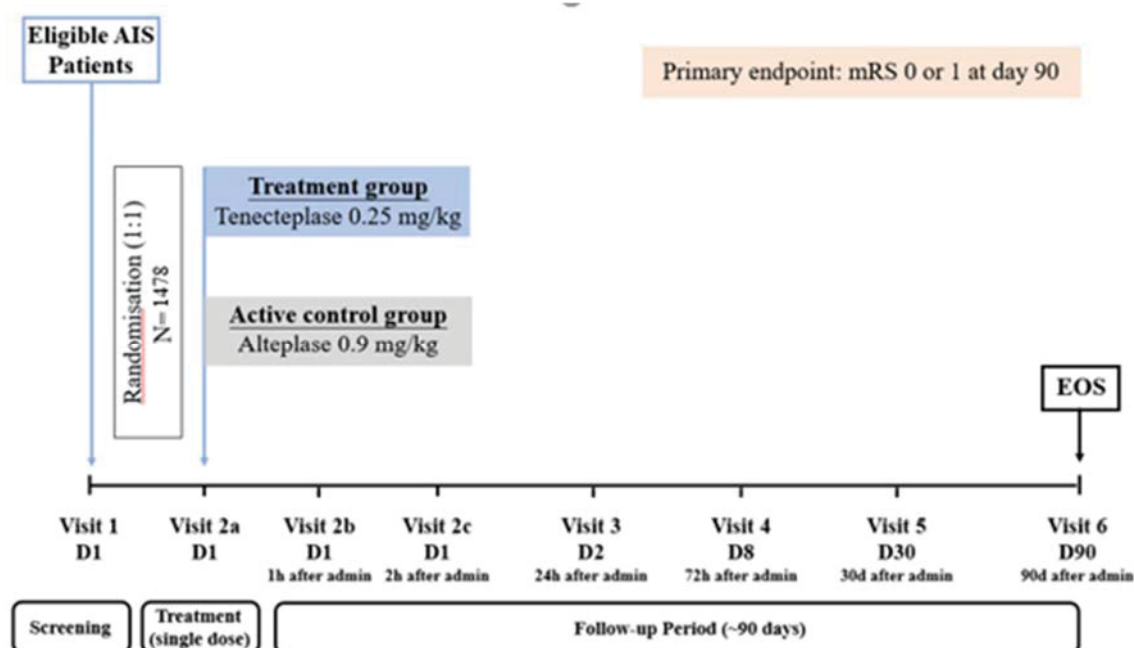 Eligible AIS
Patients
Primary endpoint: mRS 0 or 1 at day 90
Randomisation (1:1)
N= 1478
Treatment group
Tenecteplase 0.25 mg/kg
Active control group
Alteplase 0.9 mg/kg
EOS
Visit 1
D1
Visit 2a
D1
Visit 2b
D1
1h after admin
Visit 2c
D1
2h after admin
Visit 3
D2
24h after admin
Visit 4
D8
72h after admin
Visit 5
D30
30d after admin
Visit 6
D90
90d after admin
Screening
Treatment
(single dose)
Follow-up Period (~90 days)